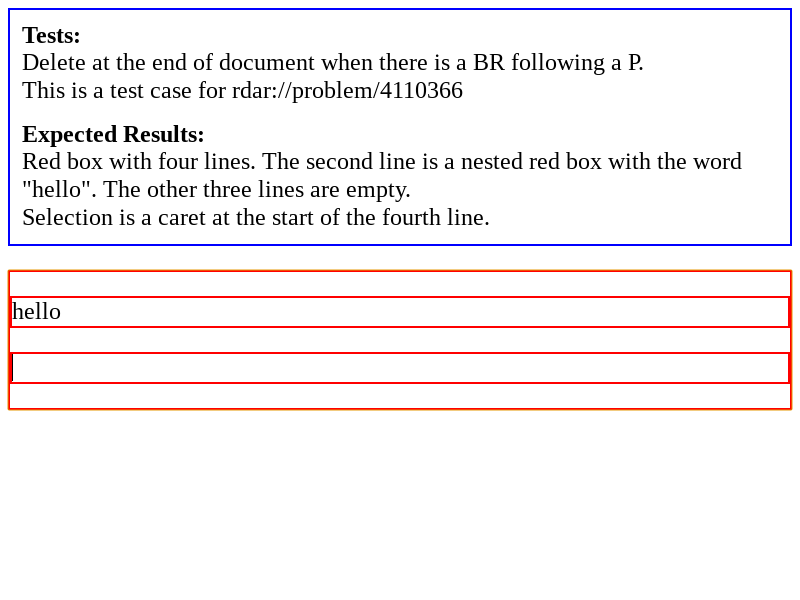 Tests:
Delete at the end of document when there is a BR following a P.
This is a test case for rdar://problem/4110366
Expected Results:
Red box with four lines. The second line is a nested red box with the word
"hello". The other three lines are empty.
Selection is a caret at the start of the fourth line.
hello